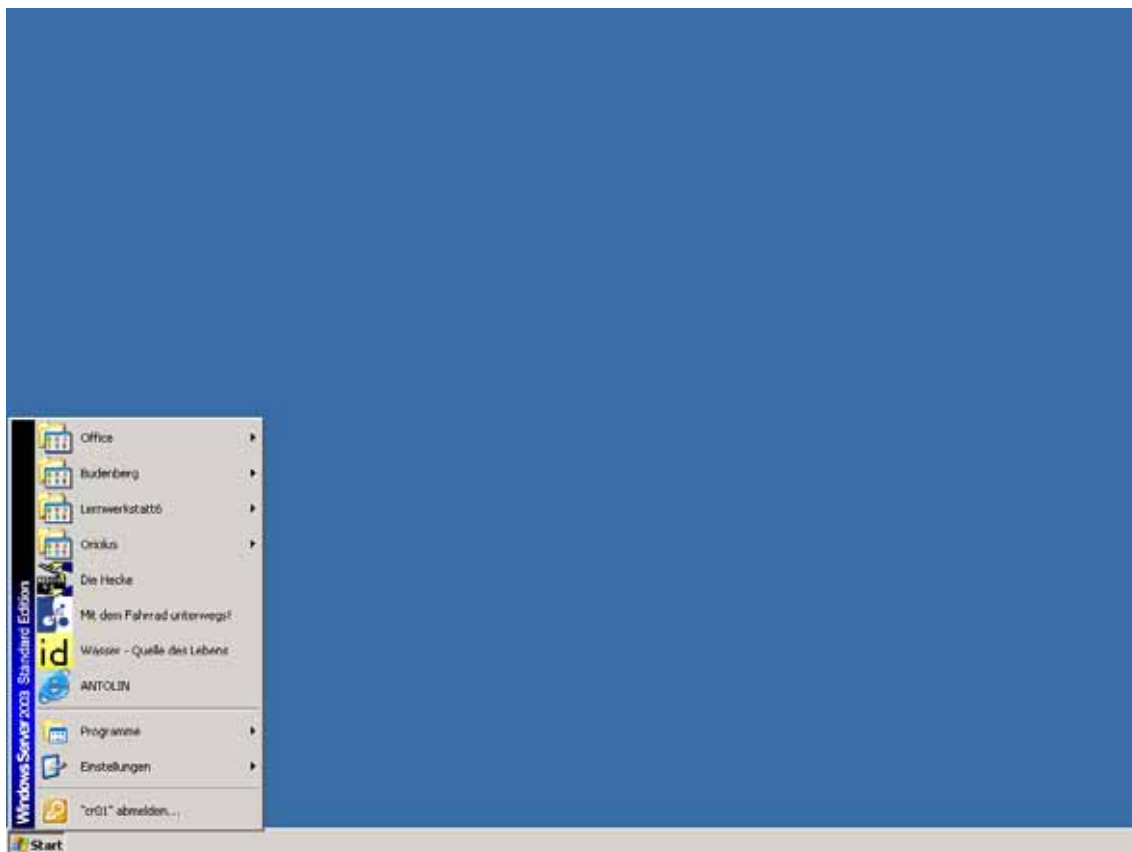 Office
Budenberg
Lernwerkstatt6
Oriolus
Die Hecke
Mit dem Fahrrad unterwegs!
id
Wasser - Quelle des Lebens
ANTOLIN
Programme
Einstellungen
"cr01" abmelden...
Windows Server 2003 Standard Edition
Start